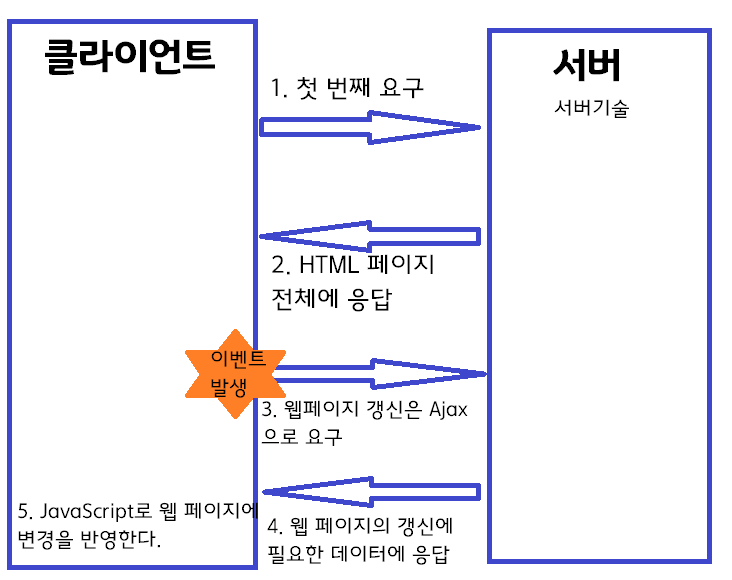 클라이언트
서버
서버기술
1. 첫 번째 요구
2. HTML 페이지
전체에 응답
이벤트
발생
3. 웹페이지 갱신은 Ajax
으로 요구
4. 웹 페이지의 갱신에
필요한 데이터에 응답
5. JavaScript로 웹 페이지에
변경을 반영한다.